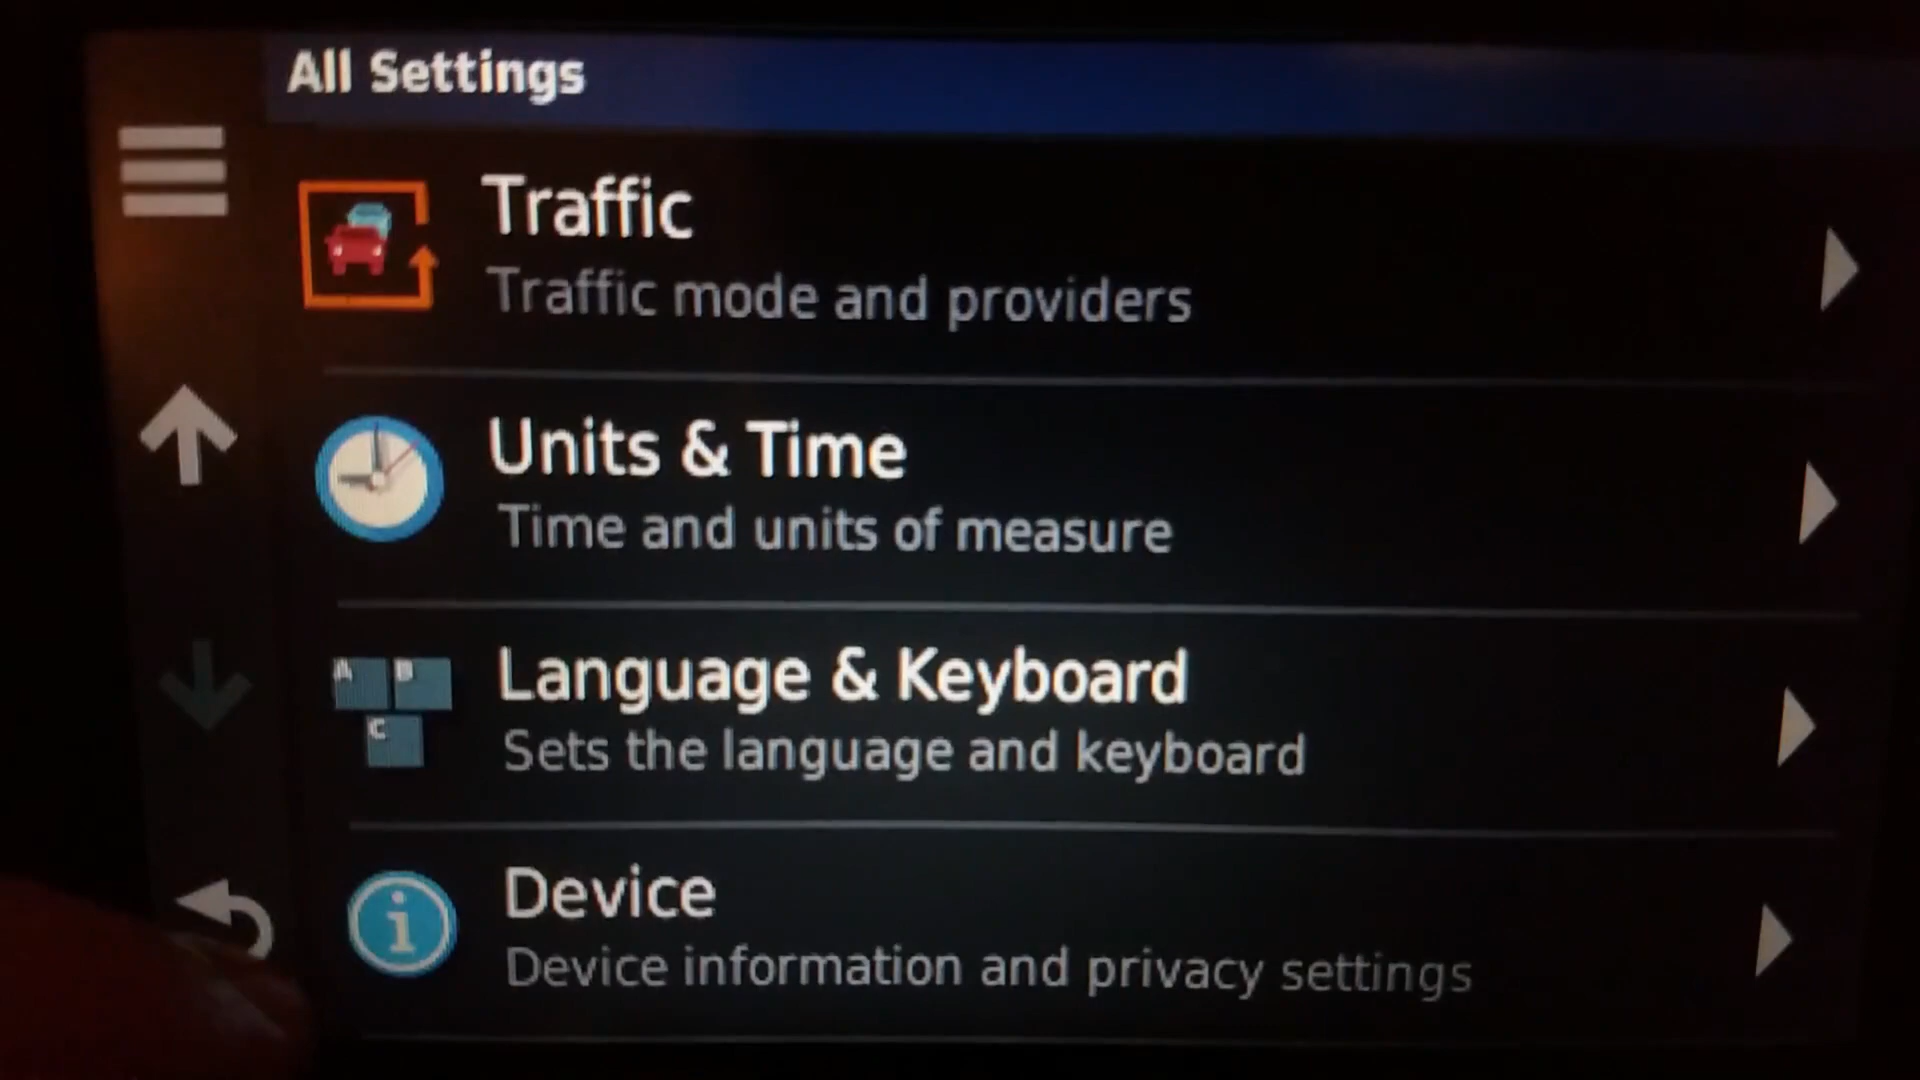 All Settings
Traffic
Traffic mode and providers
Units & Time
Time and units of measure
A B
C
Language & Keyboard
Sets the language and keyboard
i
Device
Device information and privacy settings